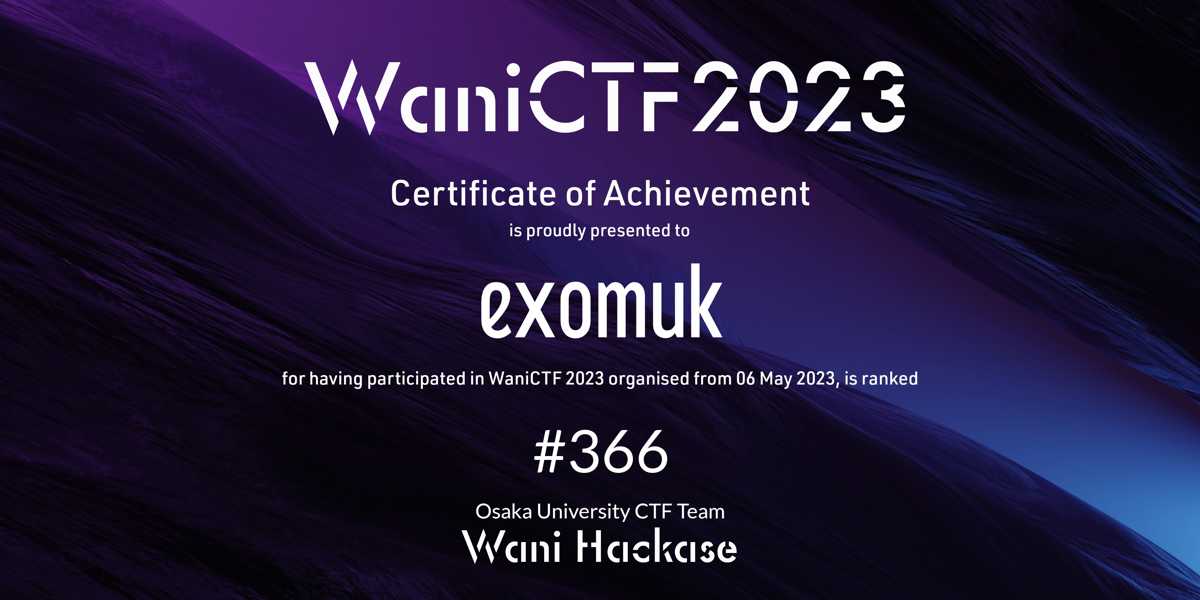 WaniCTF2023
Certificate of Achievement
is proudly presented to
exomuk
for having participated in WaniCTF 2023 organised from 06 May 2023, is ranked
#366
Osaka University CTF Team
Wani Hackase